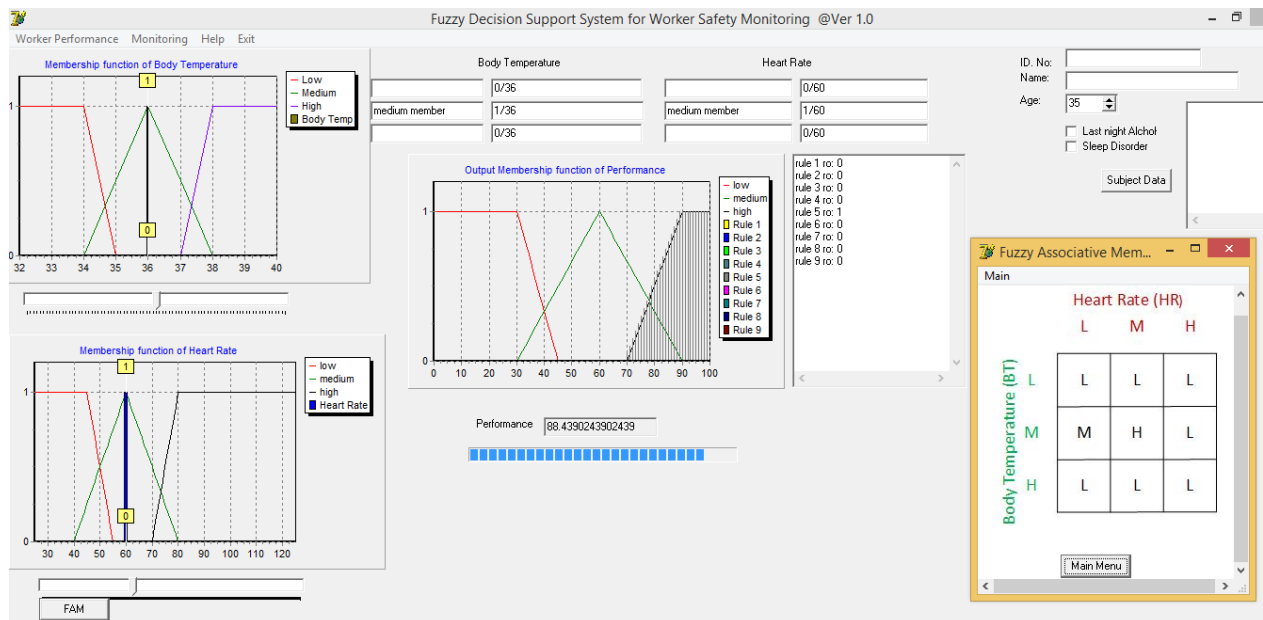 Fuzzy Decision Support System for Worker Safety Monitoring @Ver 1.0
Worker Performance Monitoring Help Exit
Membership function of Body Temperature
1
0
1
0
32 33 34 35 36 37 38 39 40
Low
Medium
High
Body Temp
Body Temperature
0/36
medium member 1/36
0/36
Heart Rate
0/60
medium member 1/60
0/60
ID. No:
Name:
Age: 35
Last night Alchol
Sleep Disorder
Subject Data
Output Membership function of Performance
1
0
0 10 20 30 40 50 60 70 80 90 100
low
medium
high
Rule 1
Rule 2
Rule 3
Rule 4
Rule 5
Rule 6
Rule 7
Rule 8
Rule 9
rule 1 ro: 0
rule 2 ro: 0
rule 3 ro: 0
rule 4 ro: 0
rule 5 ro: 1
rule 6 ro: 0
rule 7 ro: 0
rule 8 ro: 0
rule 9 ro: 0
Membership function of Heart Rate
1
0
1
0
30 40 50 60 70 80 90 100 110 120
low
medium
high
Heart Rate
Performance 88.4390243902439
FAM
Fuzzy Associative Mem...
Main
Heart Rate (HR)
L M H
Body Temperature (BT)
L L L L
M M H L
H L L L
Main Menu